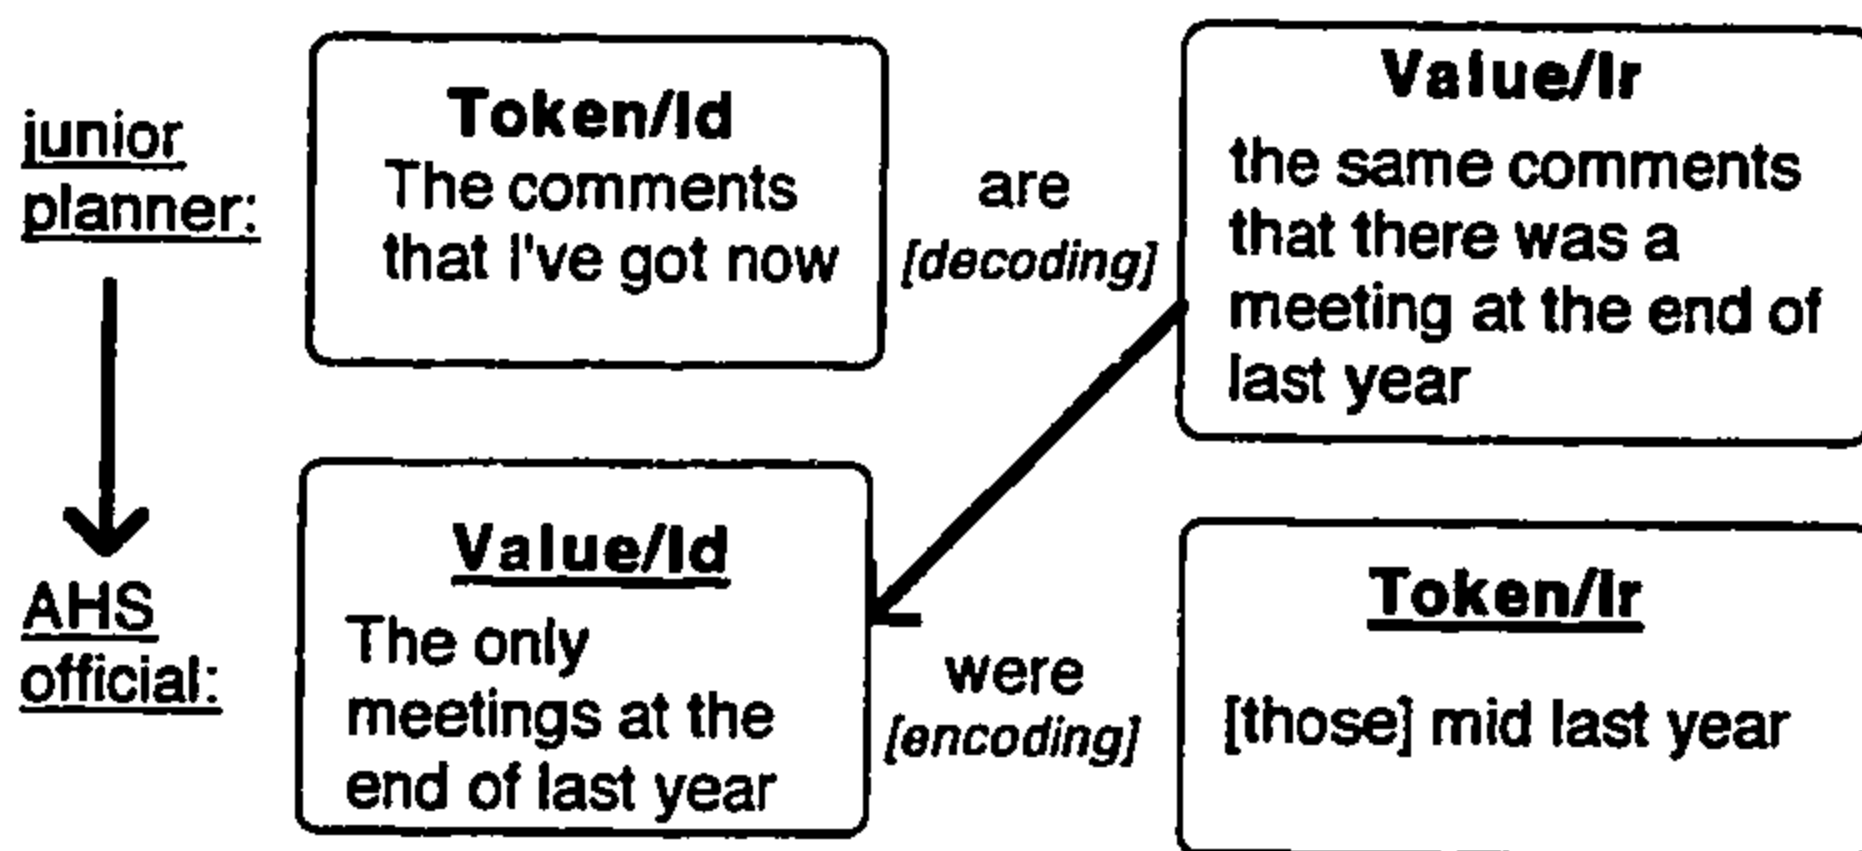 junior
planner:
Token/Id
The comments
that I've got now
are
[decoding]
Value/Ir
the same comments
that there was a
meeting at the end of
last year
AHS
official:
Value/Id
The only
meetings at the
end of last year
were
[encoding]
Token/Ir
[those] mid last year